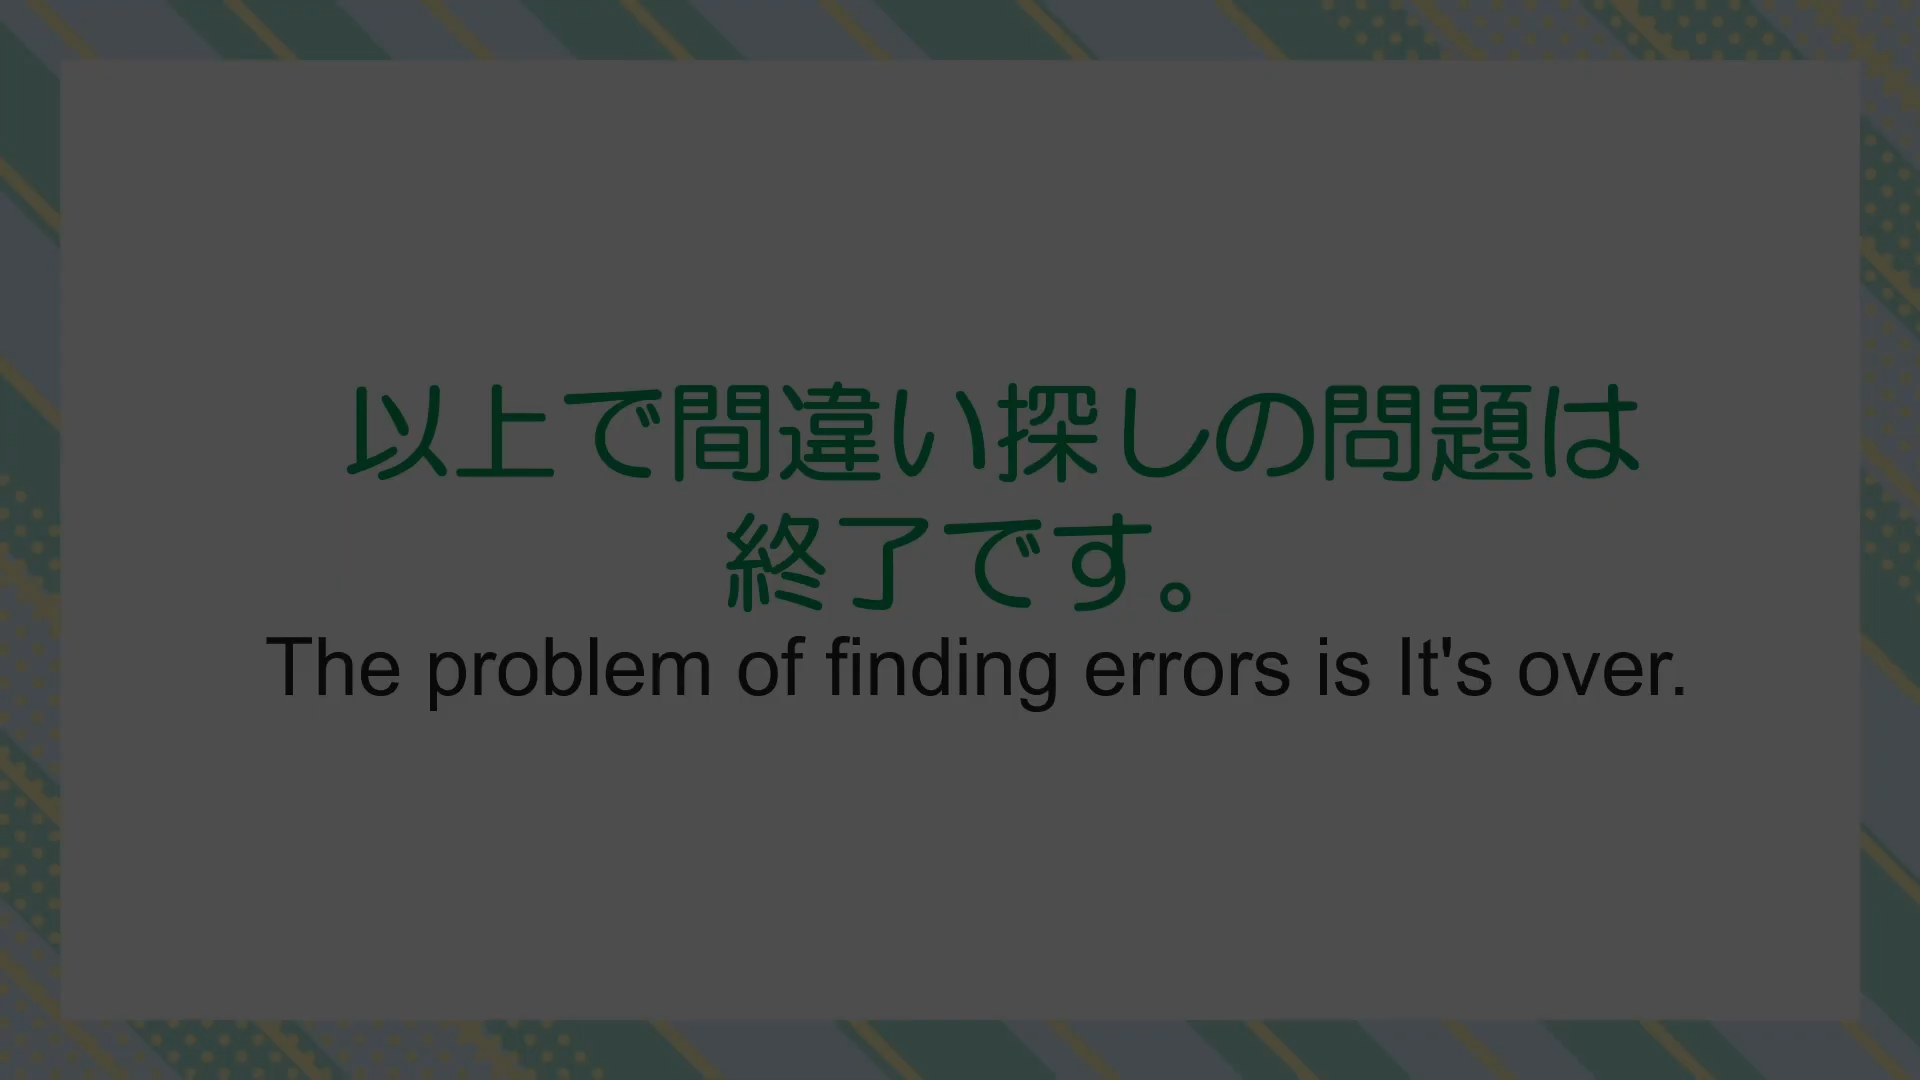 以上で間違い探しの問題は
終了です。
The problem of finding errors is It's over.